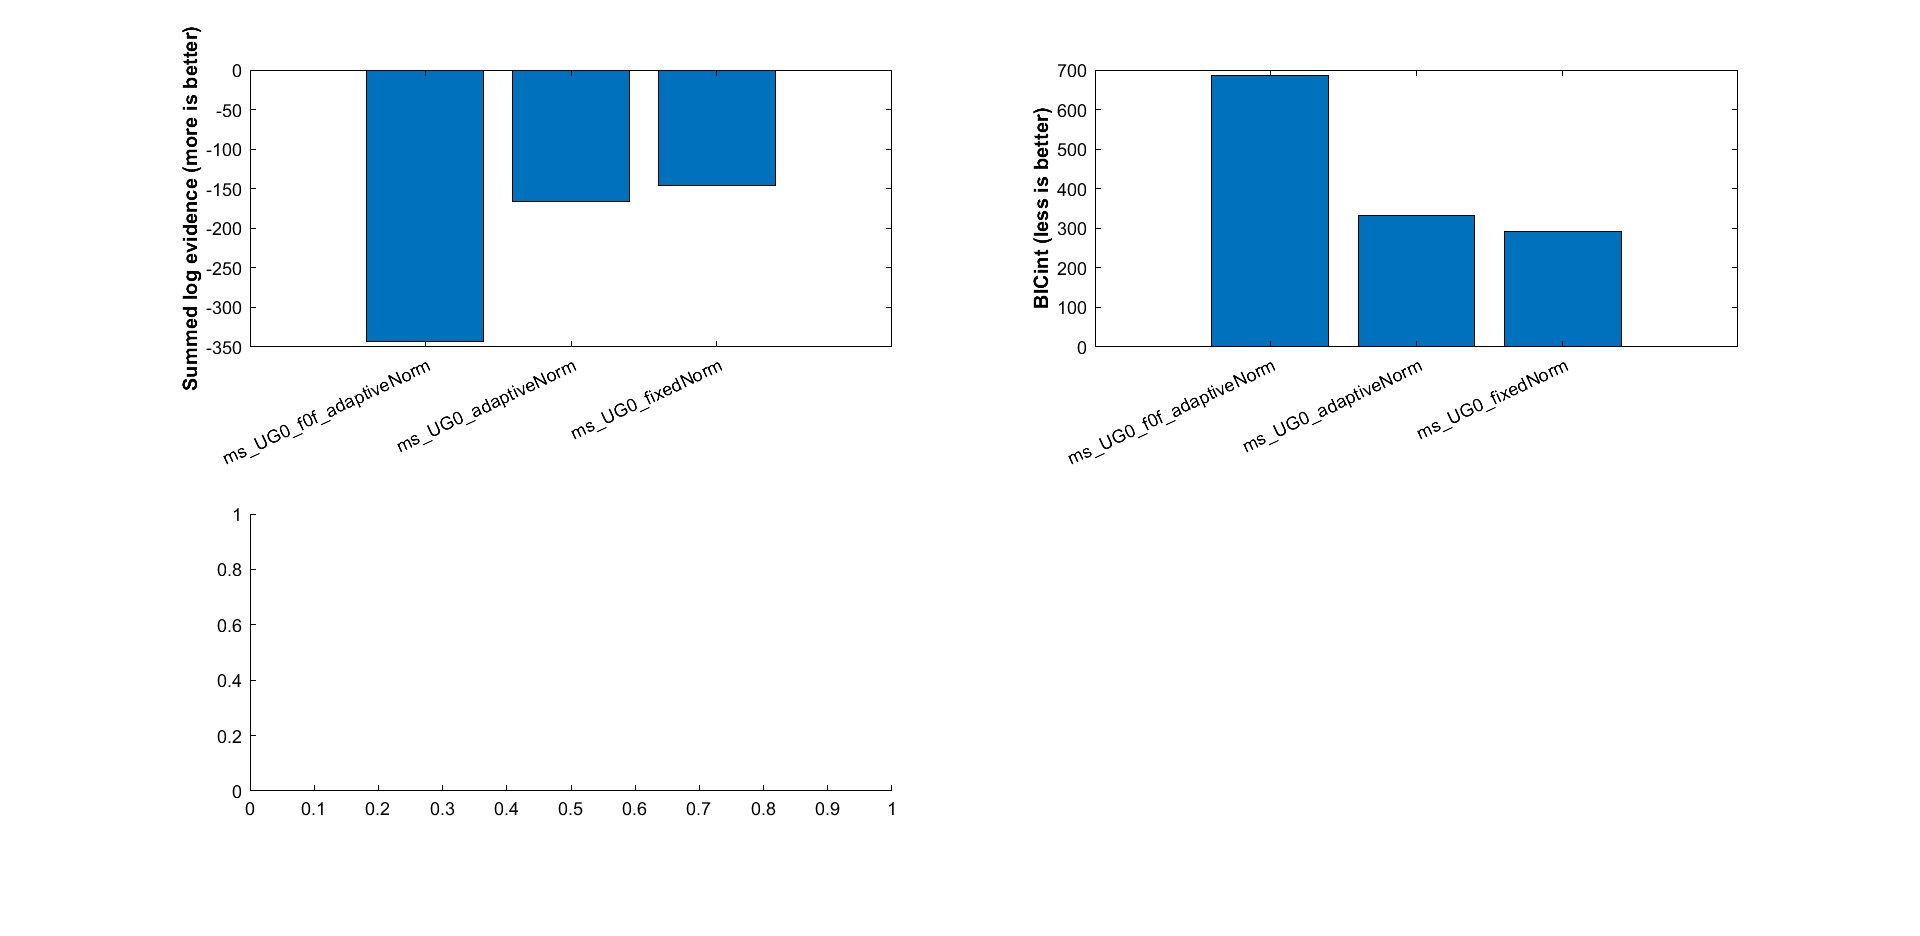 Summed log evidence (more is better)
0
-50
-100
-150
-200
-250
-300
-350
ms_UG0_f0f_adaptiveNorm
ms_UG0_adaptiveNorm
ms_UG0_fixedNorm
BICint (less is better)
700
600
500
400
300
200
100
0
ms_UG0_f0f_adaptiveNorm
ms_UG0_adaptiveNorm
ms_UG0_fixedNorm
1
0.8
0.6
0.4
0.2
0
0 0.1 0.2 0.3 0.4 0.5 0.6 0.7 0.8 0.9 1